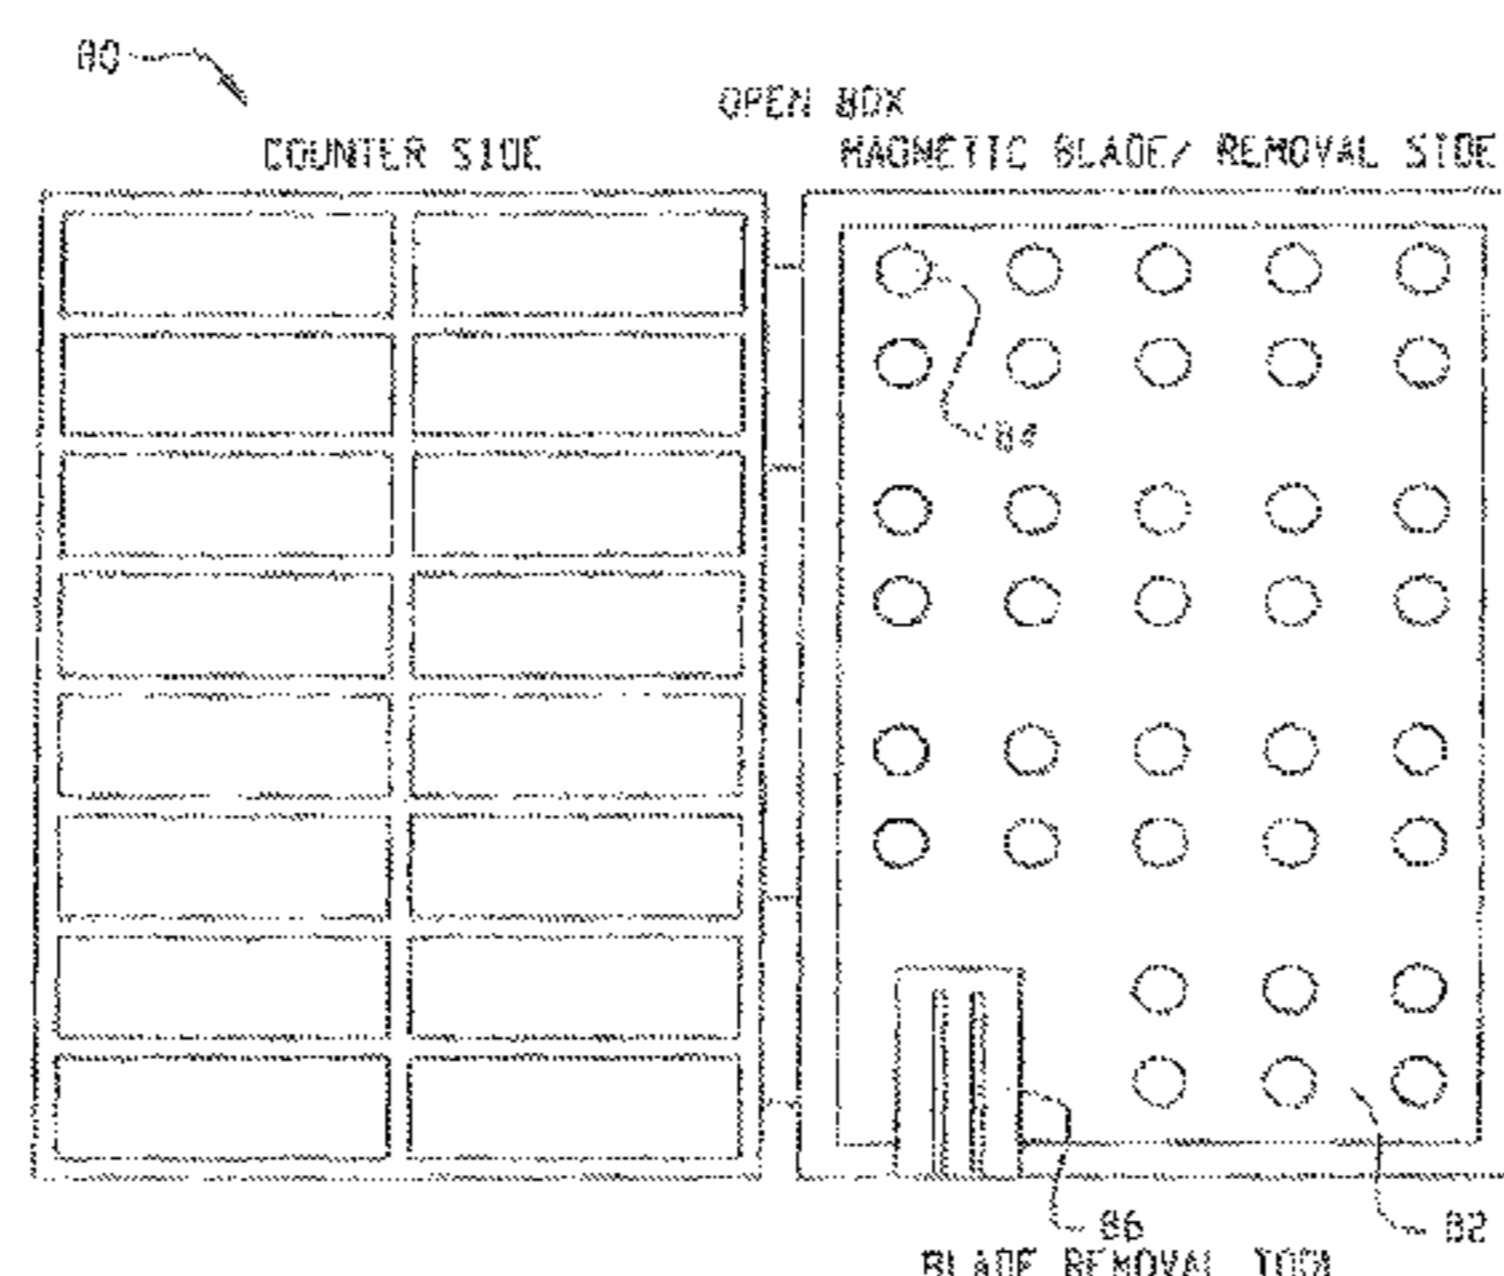 80
OPEN BOX
COUNTER SIDE
MAGNETIC BLADE/ REMOVAL SIDE
84
86
82
BLADE REMOVAL TOOL